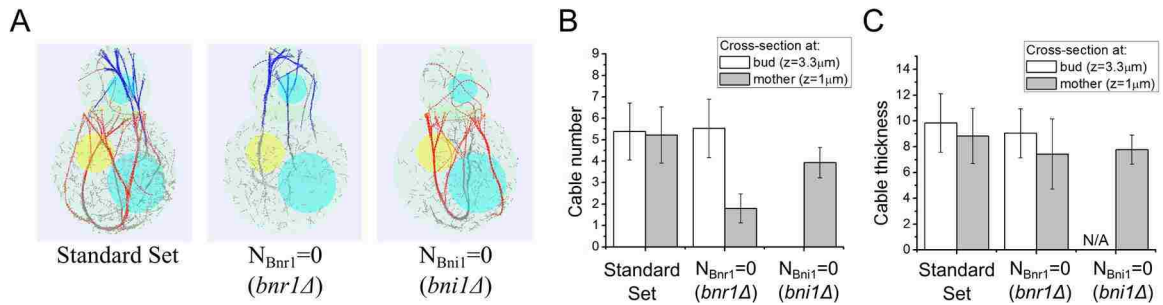 A
Standard Set
N_Bnr1=0
(bnr1Δ)
N_Bni1=0
(bni1Δ)
B
Cross-section at:
bud (z=3.3μm)
mother (z=1μm)
Cable number
9
8
7
6
5
4
3
2
1
0
Standard
Set
N_Bnr1=0
(bnr1Δ)
N_Bni1=0
(bni1Δ)
C
Cross-section at:
bud (z=3.3μm)
mother (z=1μm)
Cable thickness
14
12
10
8
6
4
2
0
N/A
Standard
Set
N_Bnr1=0
(bnr1Δ)
N_Bni1=0
(bni1Δ)